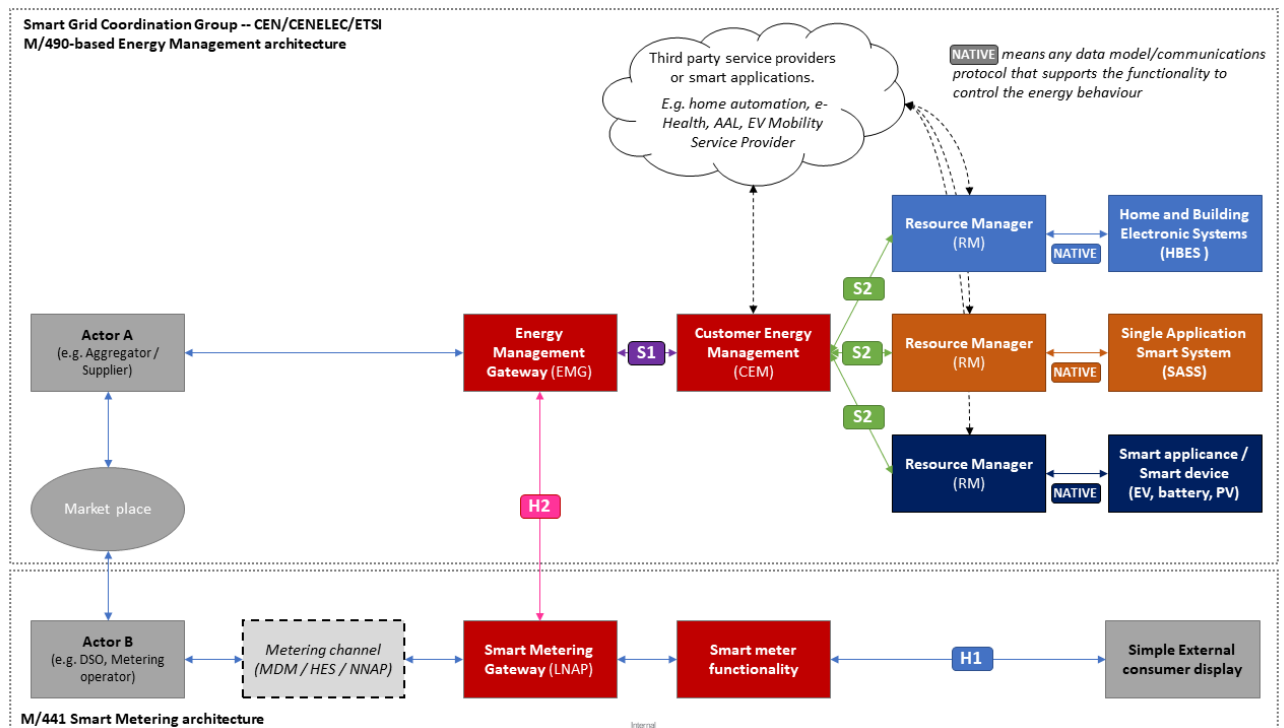 Smart Grid Coordination Group -- CEN/CENELEC/ETSI
M/490-based Energy Management architecture
Third party service providers
or smart applications.
E.g. home automation, e-
Health, AAL, EV Mobility
Service Provider
NATIVE means any data model/communications
protocol that supports the functionality to
control the energy behaviour
Resource Manager
(RM)
NATIVE
Home and Building
Electronic Systems
(HBES )
S2
Actor A
(e.g. Aggregator /
Supplier)
Energy
Management
Gateway (EMG)
S1
Customer Energy
Management
(CEM)
S2
Resource Manager
(RM)
NATIVE
Single Application
Smart System
(SASS)
S2
Resource Manager
(RM)
NATIVE
Smart applicance /
Smart device
(EV, battery, PV)
Market place
H2
Actor B
(e.g. DSO, Metering
operator)
Metering channel
(MDM / HES / NNAP)
Smart Metering
Gateway (LNAP)
Smart meter
functionality
H1
Simple External
consumer display
M/441 Smart Metering architecture
Internal